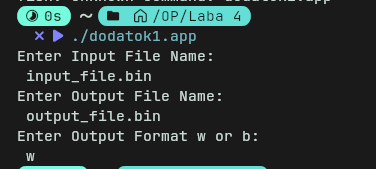 0s ~ /OP/Laba 4
× ./dodatok1.app
Enter Input File Name:
input_file.bin
Enter Output File Name:
output_file.bin
Enter Output Format w or b:
w